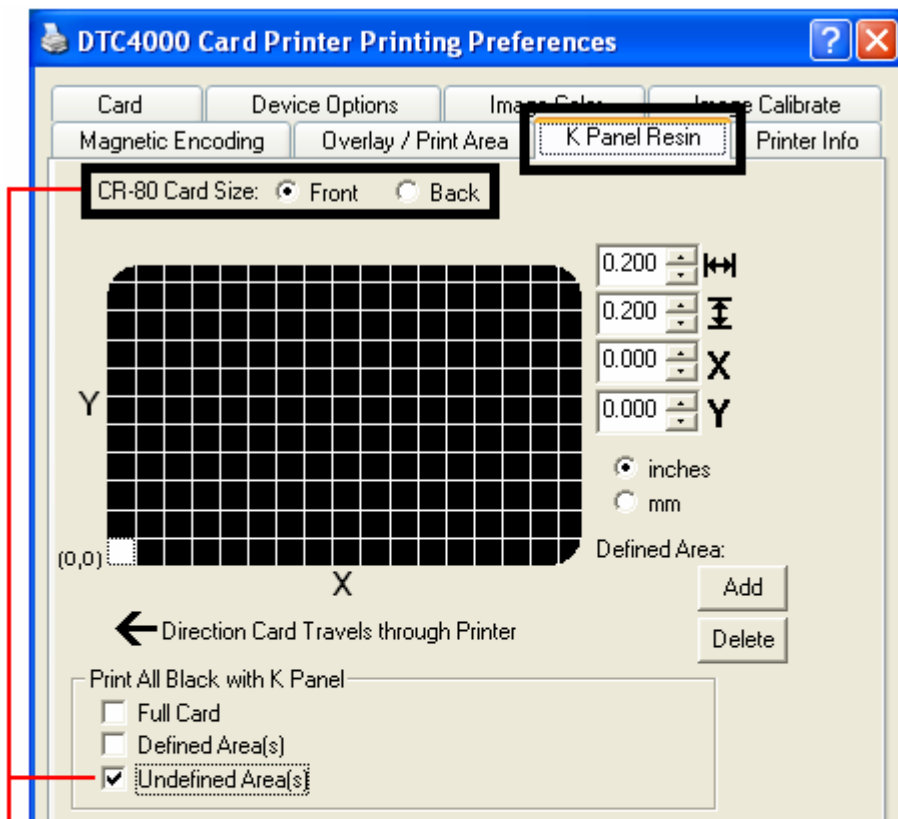 DTC4000 Card Printer Printing Preferences
Card Device Options Image Color Image Calibrate
Magnetic Encoding Overlay / Print Area K Panel Resin Printer Info
CR-80 Card Size: Front Back
0.200
0.200
0.000 X
0.000 Y
Y
inches
mm
(0,0)
X
Defined Area:
Add
Direction Card Travels through Printer
Delete
Print All Black with K Panel
Full Card
Defined Area(s)
Undefined Area(s)